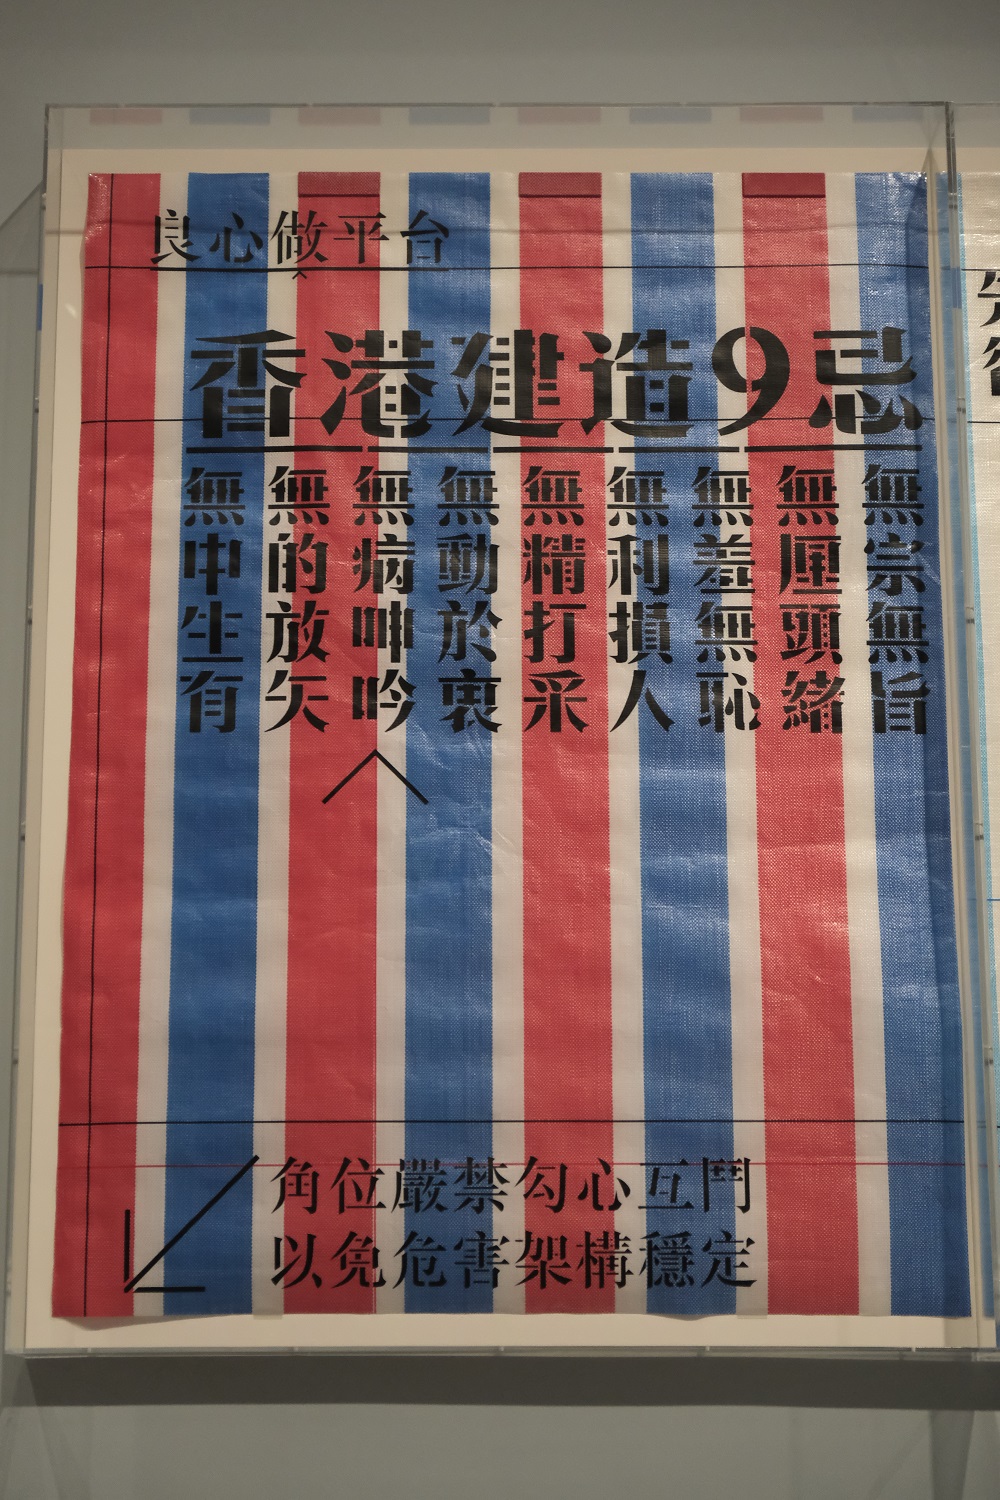 良心做平台
香港建造9忌
無中生有
無的放矢
無病呻吟
無動於衷
無精打采
無利損人
無羞無恥
無厘頭緒
無宗無旨
角位嚴禁勾心互鬥
以免危害架構穩定